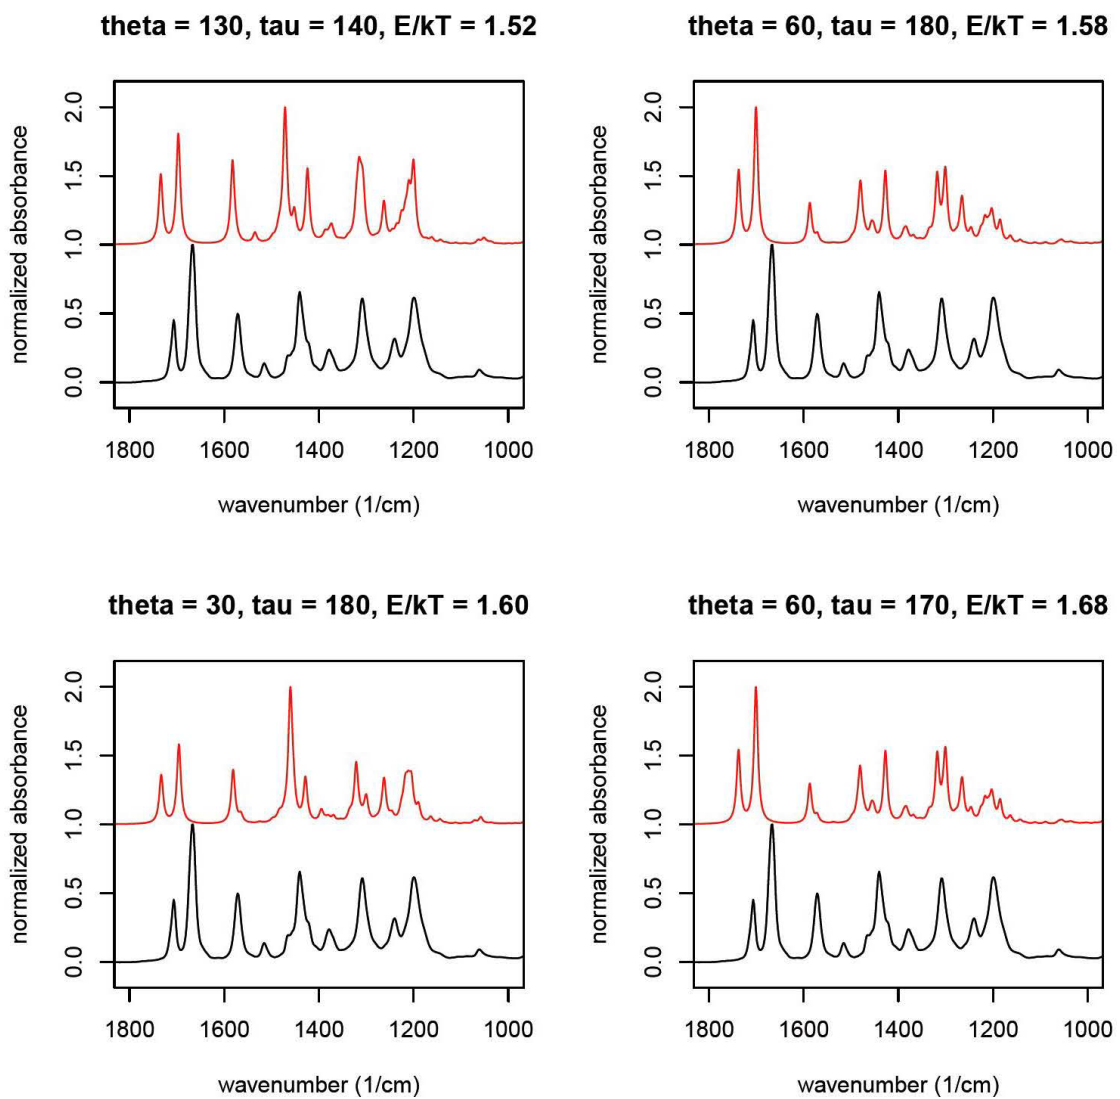 theta = 130, tau = 140, E/kT = 1.52
normalized absorbance
2.0
1.5
1.0
0.5
0.0
1800 1600 1400 1200 1000
wavenumber (1/cm)
theta = 60, tau = 180, E/kT = 1.58
normalized absorbance
2.0
1.5
1.0
0.5
0.0
1800 1600 1400 1200 1000
wavenumber (1/cm)
theta = 30, tau = 180, E/kT = 1.60
normalized absorbance
2.0
1.5
1.0
0.5
0.0
1800 1600 1400 1200 1000
wavenumber (1/cm)
theta = 60, tau = 170, E/kT = 1.68
normalized absorbance
2.0
1.5
1.0
0.5
0.0
1800 1600 1400 1200 1000
wavenumber (1/cm)